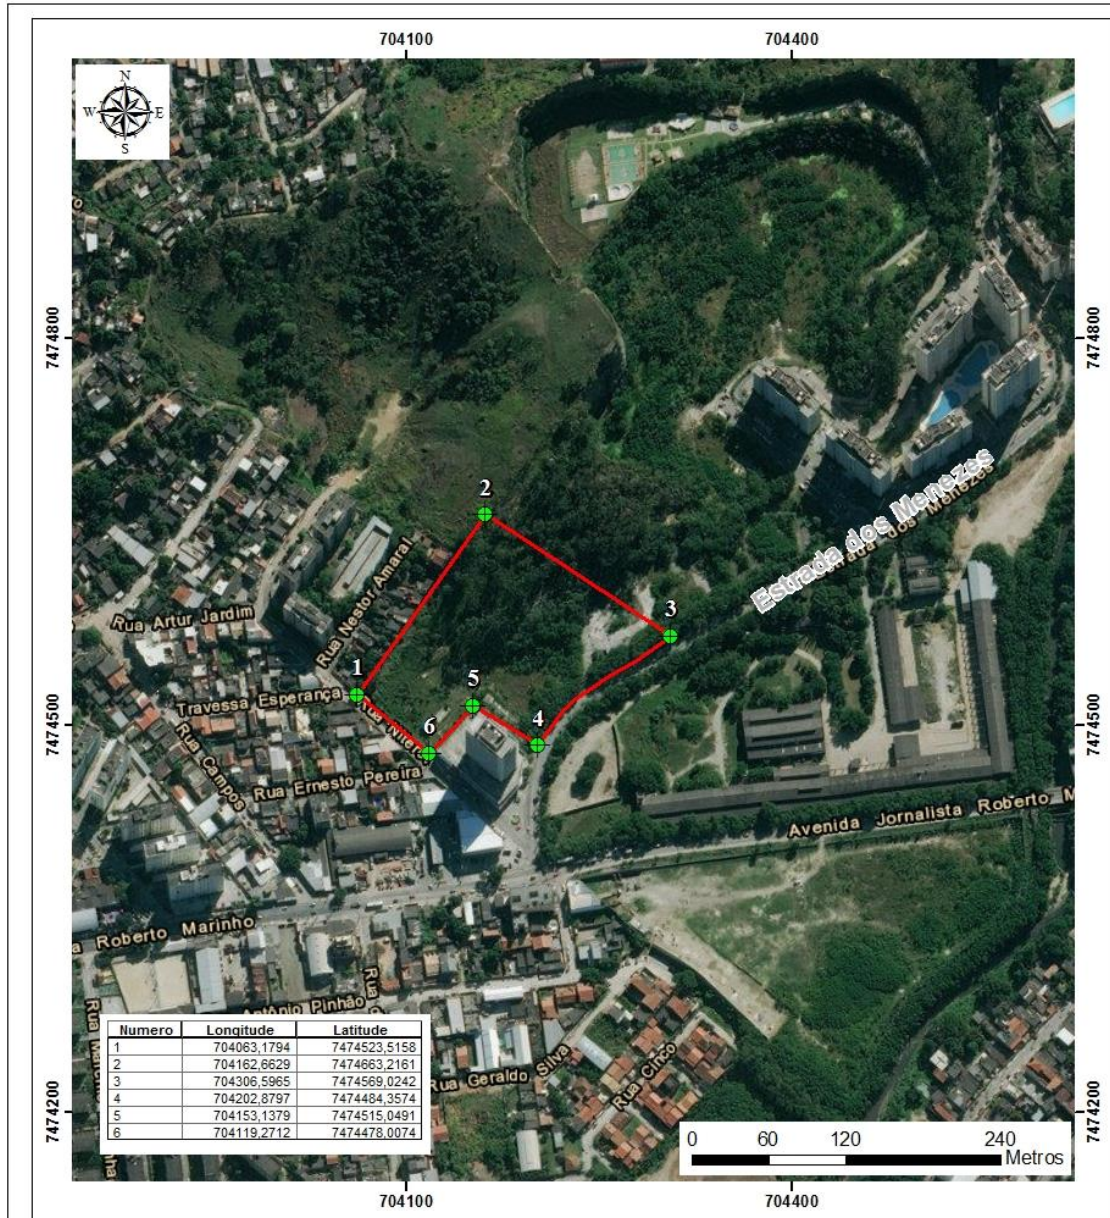 704100 704400
N
W E
S
7474800 7474800
2
Estrada dos Menezes
Estrada dos Menezes
Rua Nestor Amaral
3
Rua Artur Jardim
1
5
Travessa Esperança
4
7474500 7474500
6
Rua Campos
Rua Ernesto Pereira
Avenida Jornalista Roberto M
a Roberto Marinho
Antônio Pinhão
Rua
Rua Geraldo Silva
Rua Cinco
Numero Longitude Latitude
1 704063,1794 7474523,5158
2 704162,6629 7474663,2161
3 704306,5965 7474569,0242
4 704202,8797 7474484,3574
5 704153,1379 7474515,0491
6 704119,2712 7474478,0074
7474200 7474200
0 60 120 240
Metros
704100 704400